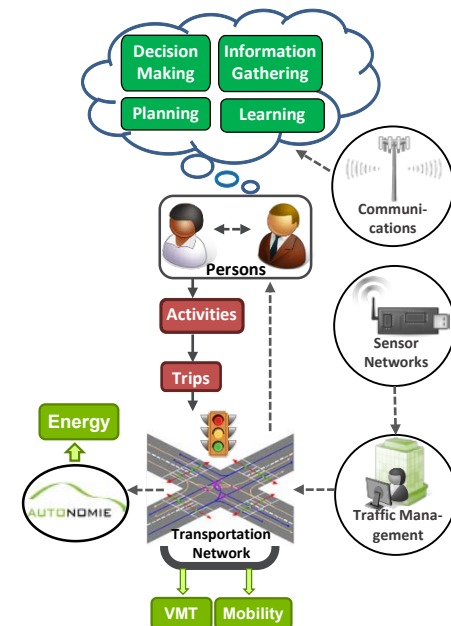 Decision
Making
Information
Gathering
Planning
Learning
Communi-
cations
Persons
Activities
Sensor
Networks
Trips
Energy
AUTONOMIE
Traffic Mana-
gement
Transportation
Network
VMT
Mobility